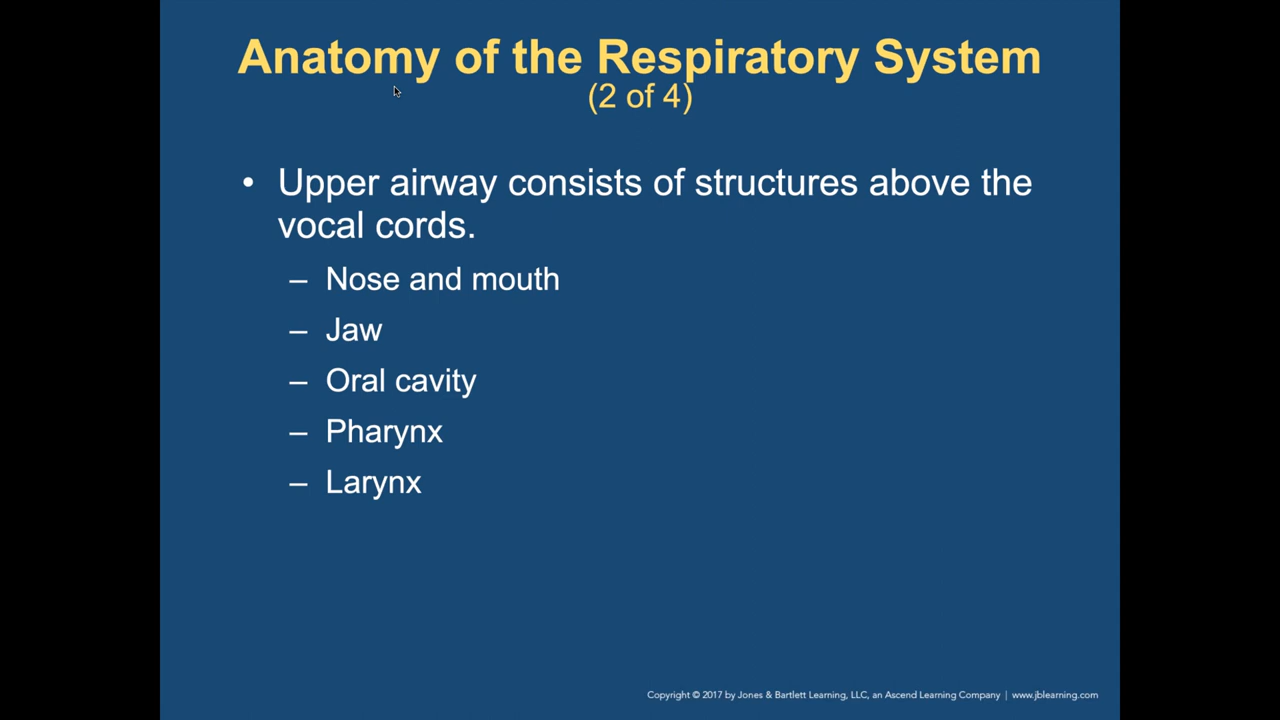 Anatomy of the Respiratory System
(2 of 4)
• Upper airway consists of structures above the
vocal cords.
– Nose and mouth
– Jaw
– Oral cavity
– Pharynx
– Larynx
Copyright © 2017 by Jones & Bartlett Learning, LLC, an Ascend Learning Company | www.jblearning.com